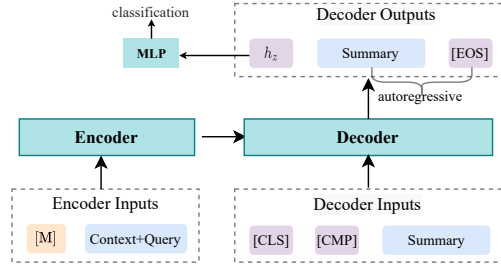 classification
Decoder Outputs
MLP
h_z
Summary
[EOS]
autoregressive
Encoder
Decoder
Encoder Inputs
[M]
Context+Query
Decoder Inputs
[CLS]
[CMP]
Summary